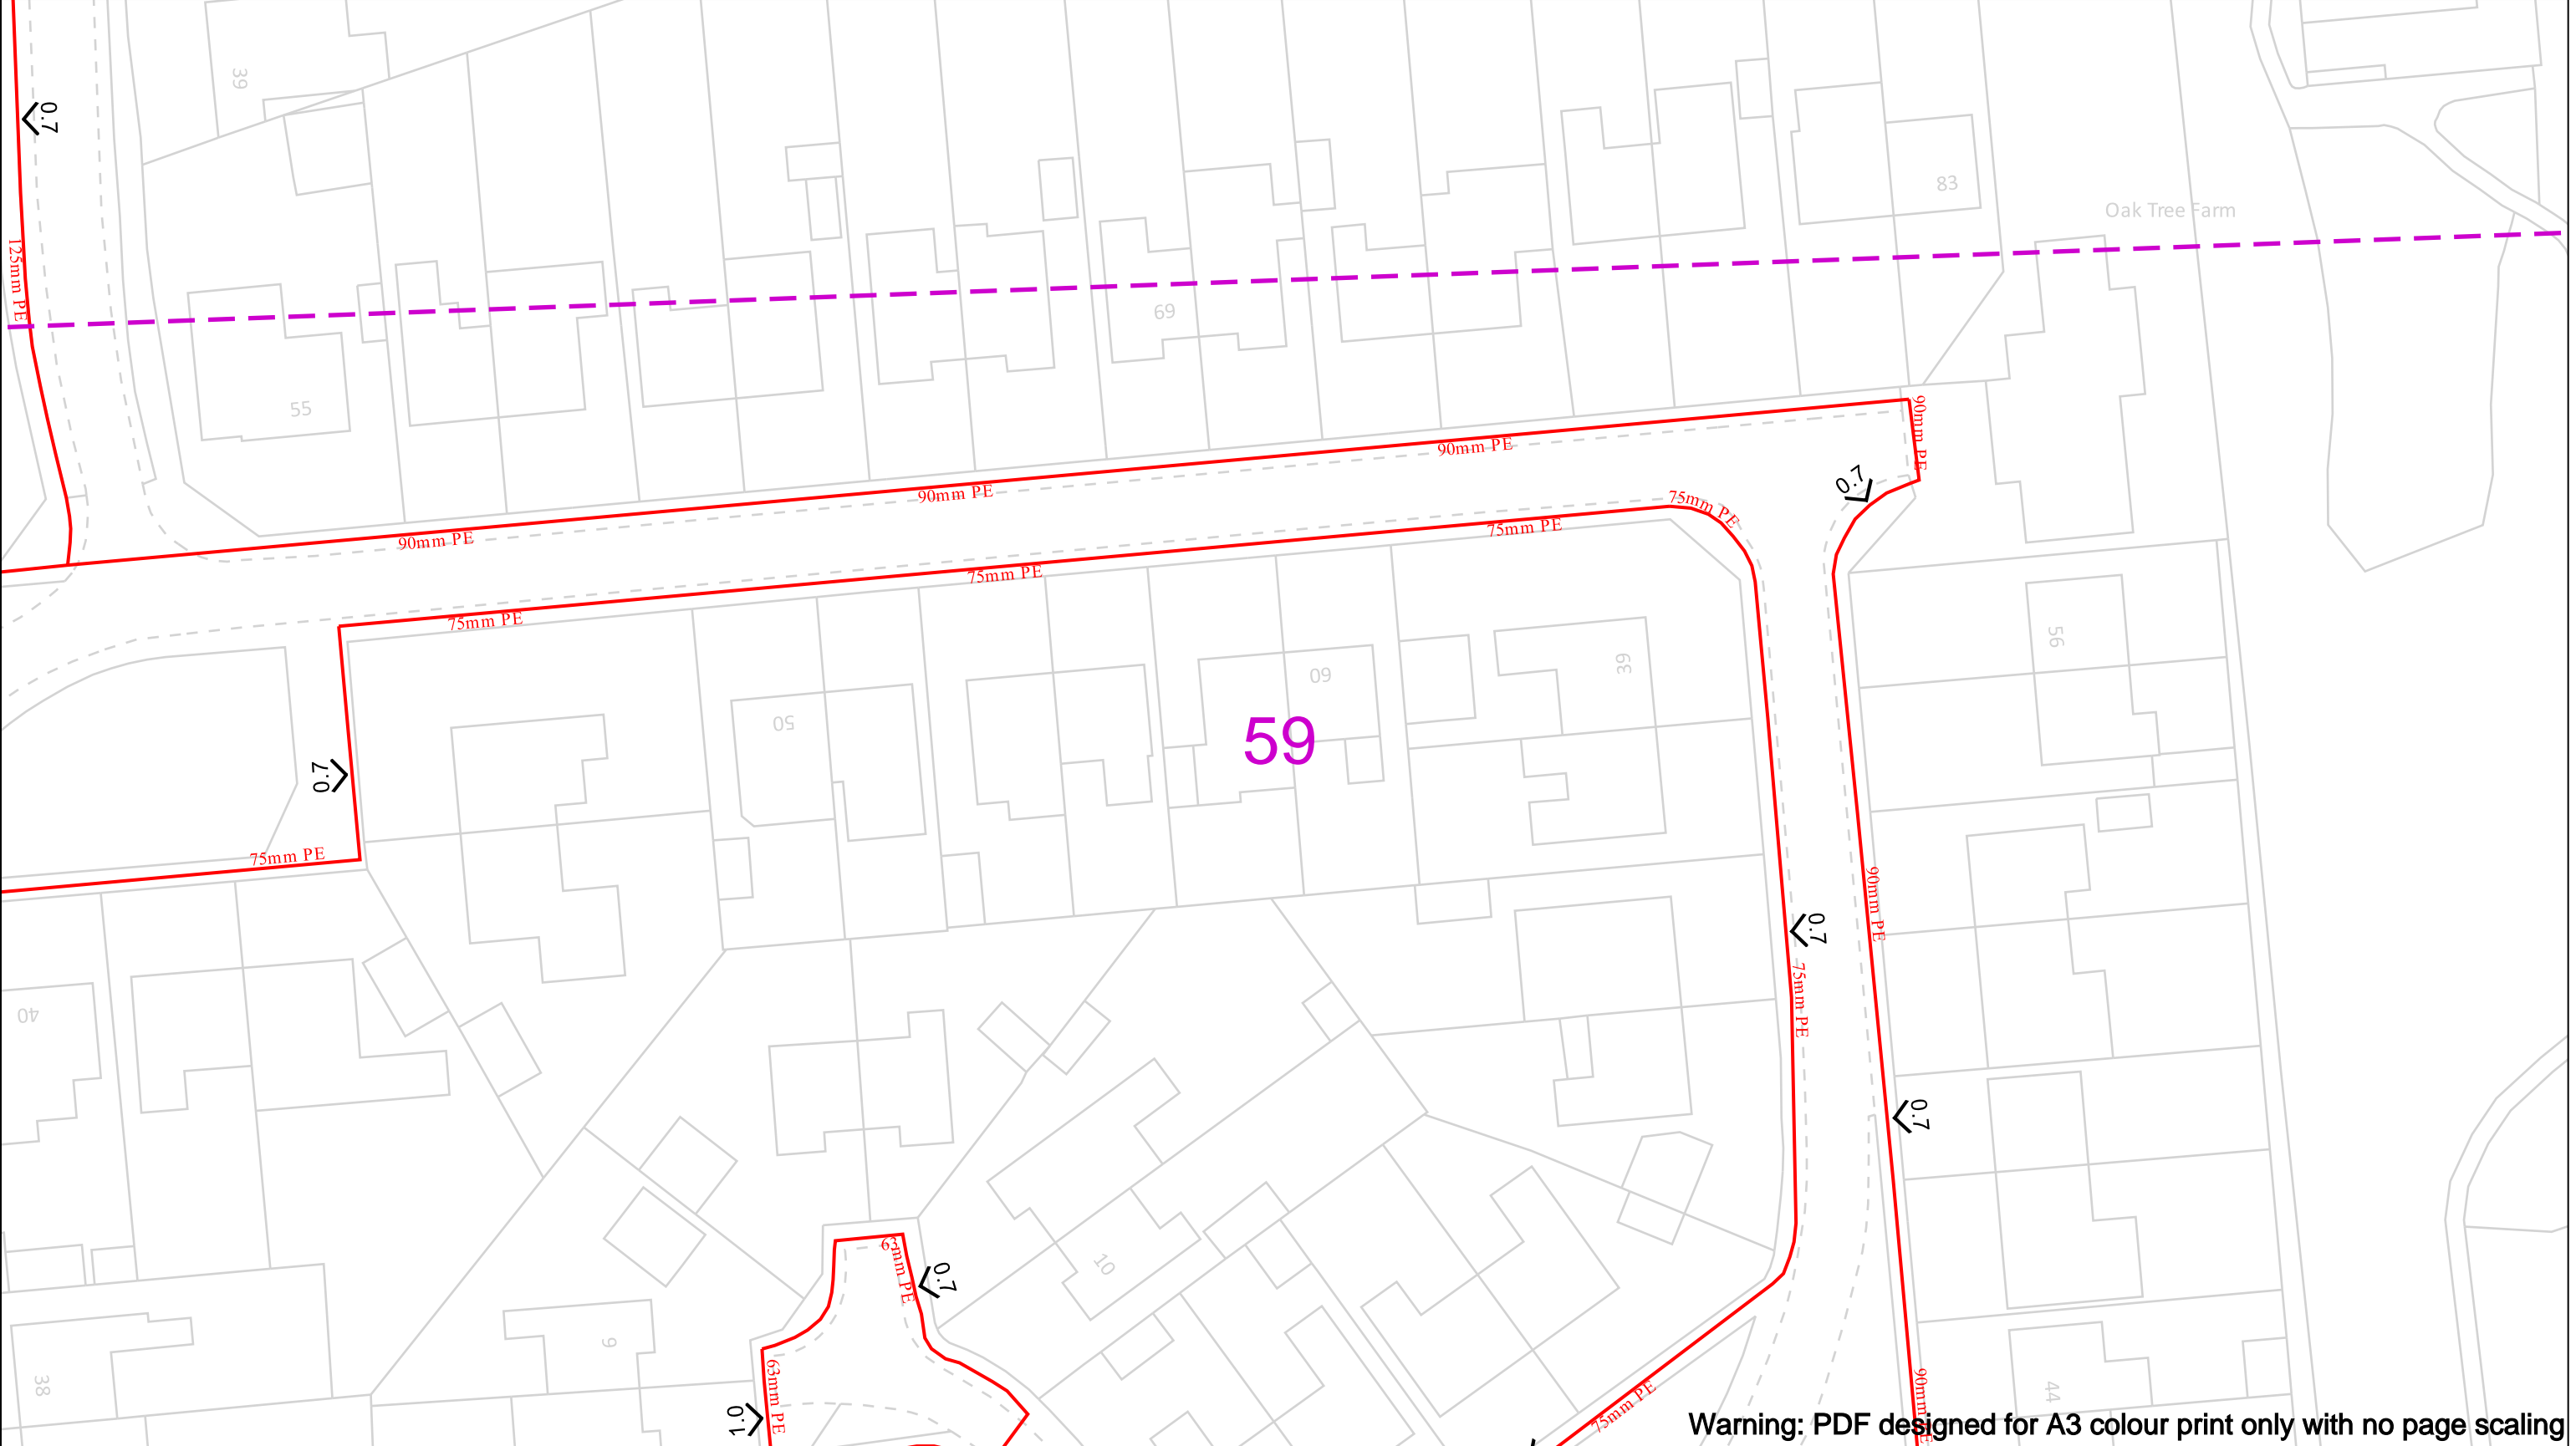 39
0.7
83
Oak Tree Farm
125mm PE
69
55
90mm PE
90mm PE
90mm PE
90mm PE
0.7
75mm PE
75mm PE
75mm PE
75mm PE
56
39
60
50
59
0.7
75mm PE
90mm PE
0.7
75mm PE
40
0.7
63mm PE
0.7
10
9
38
63mm PE
0.1
75mm PE
90mm PE
44
Warning: PDF designed for A3 colour print only with no page scaling